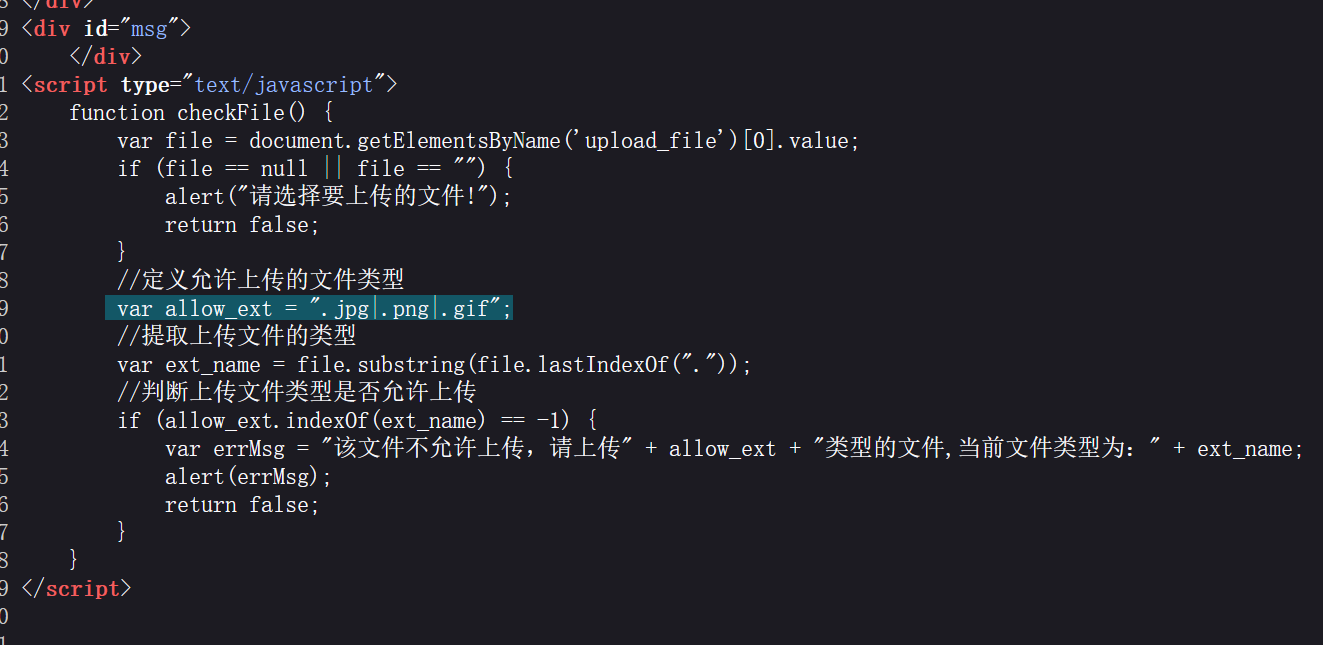 8 </div>
9 <div id="msg">
0 </div>
1 <script type="text/javascript">
2 function checkFile() {
3 var file = document.getElementsByName('upload_file')[0].value;
4 if (file == null || file == "") {
5 alert("请选择要上传的文件!");
6 return false;
7 }
8 //定义允许上传的文件类型
9 var allow_ext = ".jpg|.png|.gif";
0 //提取上传文件的类型
1 var ext_name = file.substring(file.lastIndexOf("."));
2 //判断上传文件类型是否允许上传
3 if (allow_ext.indexOf(ext_name) == -1) {
4 var errMsg = "该文件不允许上传，请上传" + allow_ext + "类型的文件,当前文件类型为：" + ext_name;
5 alert(errMsg);
6 return false;
7 }
8 }
9 </script>
0
1